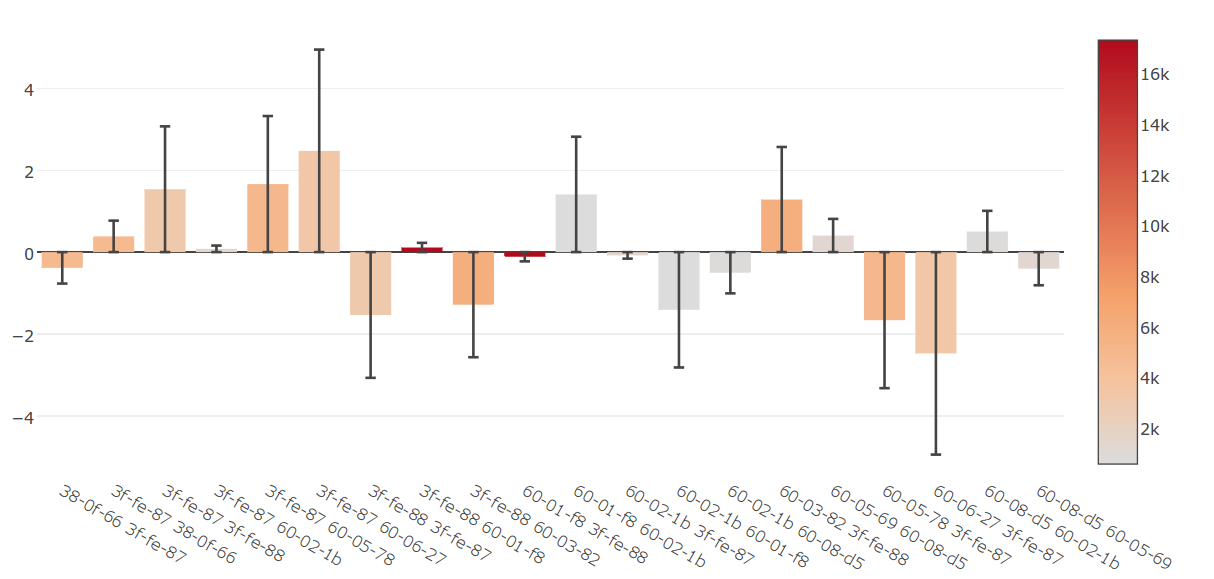 4
2
0
−2
−4
38-0f-66 3f-fe-87
3f-fe-87 38-0f-66
3f-fe-87 3f-fe-88
3f-fe-87 60-02-1b
3f-fe-87 60-05-78
3f-fe-87 60-06-27
3f-fe-88 3f-fe-87
3f-fe-88 60-01-f8
3f-fe-88 60-03-82
60-01-f8 3f-fe-88
60-01-f8 60-02-1b
60-02-1b 3f-fe-87
60-02-1b 60-01-f8
60-02-1b 60-08-d5
60-03-82 3f-fe-88
60-05-69 60-08-d5
60-05-78 3f-fe-87
60-06-27 3f-fe-87
60-08-d5 60-02-1b
60-08-d5 60-05-69
16k
14k
12k
10k
8k
6k
4k
2k